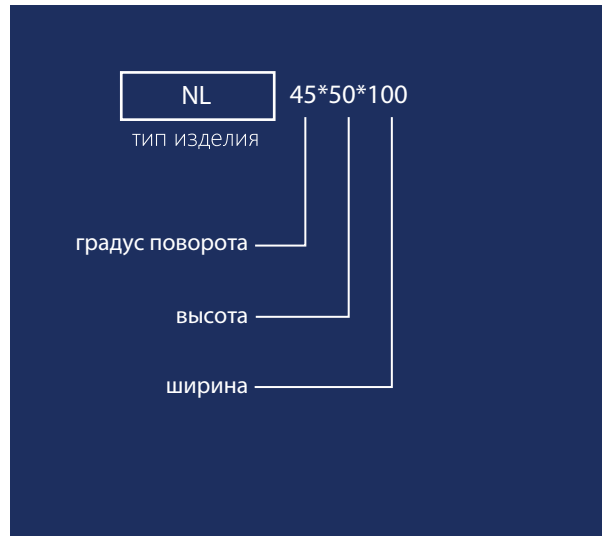 NL 45*50*100
тип изделия
градус поворота
высота
ширина